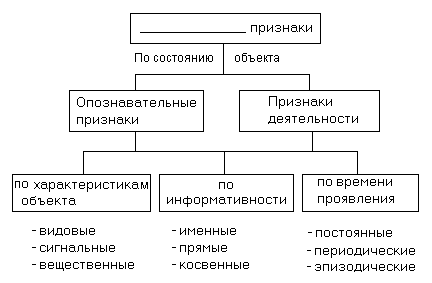 ____________ признаки
По состоянию объекта
Опознавательные
признаки
Признаки
деятельности
по характеристикам
объекта
по
информативности
по времени
проявления
- видовые
- сигнальные
- вещественные
- именные
- прямые
- косвенные
- постоянные
- периодические
- эпизодические